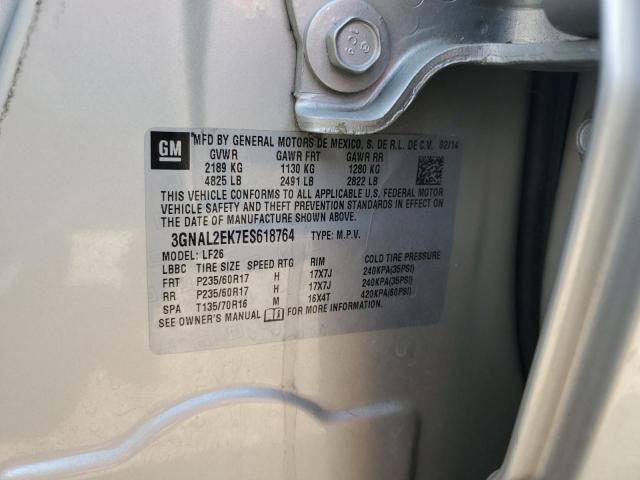 GM
MFD BY GENERAL MOTORS DE MEXICO, S. DE R.L. DE C.V. 02/14
GVWR GAWR FRT GAWR RR
2189 KG 1130 KG 1280 KG
4825 LB 2491 LB 2822 LB
THIS VEHICLE CONFORMS TO ALL APPLICABLE U.S. FEDERAL MOTOR
VEHICLE SAFETY, AND THEFT PREVENTION STANDARDS IN EFFECT ON
THE DATE OF MANUFACTURE SHOWN ABOVE.
3GNAL2EK7ES618764 TYPE: M.P.V.
MODEL: LF26
LBBC TIRE SIZE SPEED RTG RIM COLD TIRE PRESSURE
FRT P235/60R17 H 17X7J 240KPA(35PSI)
RR P235/60R17 H 17X7J 240KPA(35PSI)
SPA T135/70R16 M 16X4T 420KPA(60PSI)
SEE OWNER'S MANUAL FOR MORE INFORMATION.